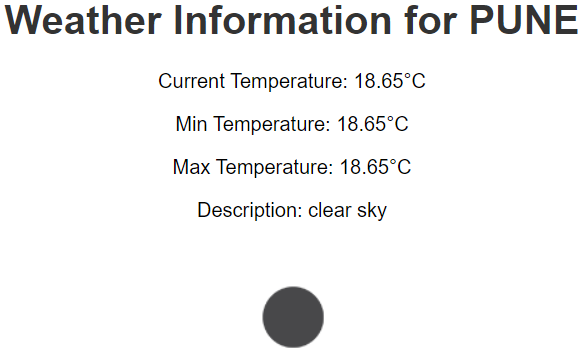 Weather Information for PUNE
Current Temperature: 18.65°C
Min Temperature: 18.65°C
Max Temperature: 18.65°C
Description: clear sky